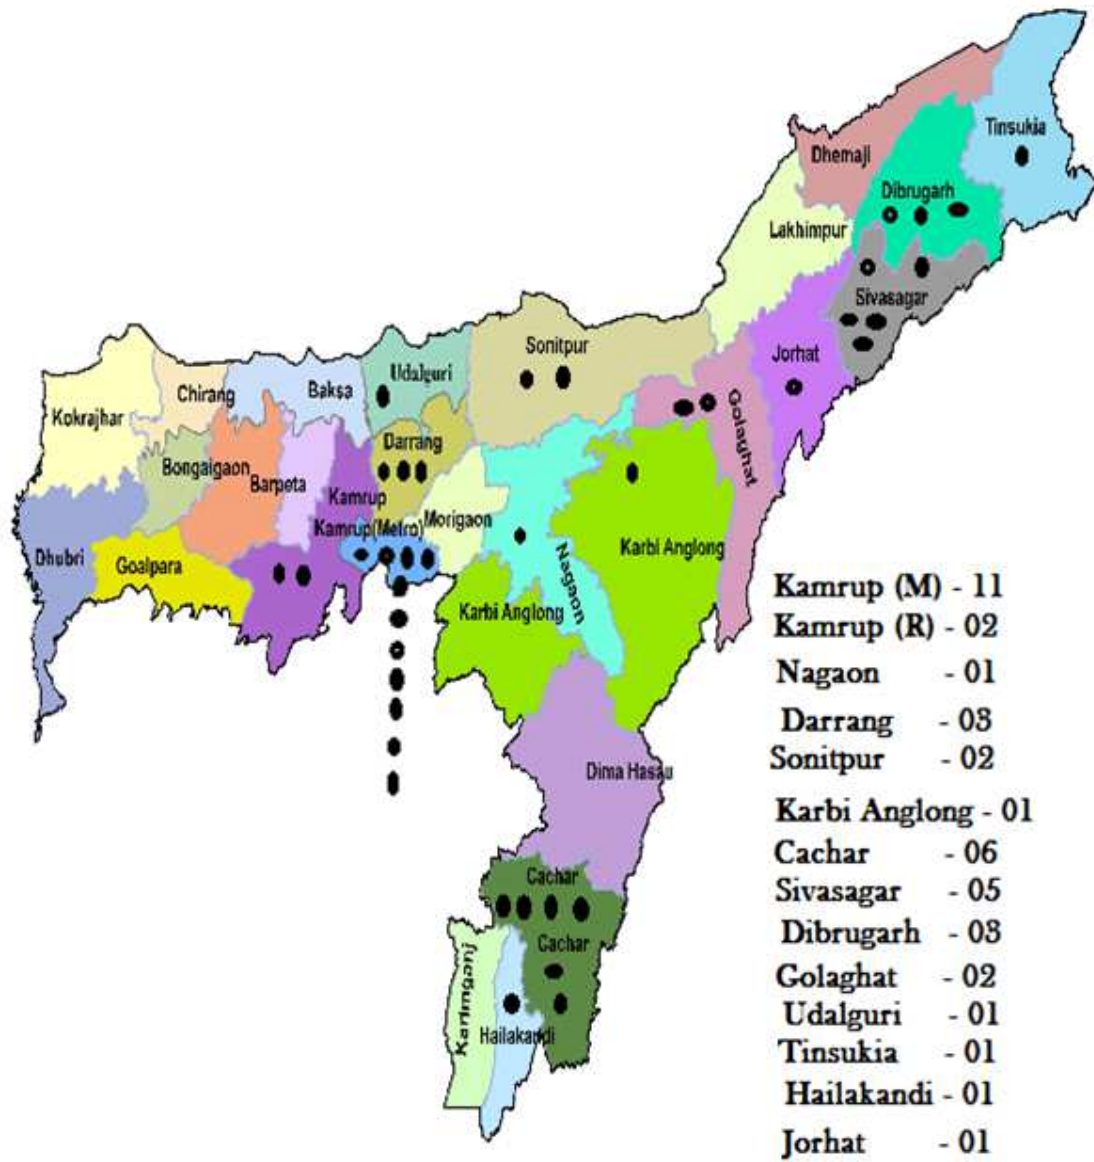 Tinsukia
Dhemaji
Dibrugarh
Lakhimpur
Sivasagar
Sonitpur
Jorhat
Udalguri
Chirang
Baksa
Kokrajhar
Golaghat
Darrang
Bongaigaon
Barpeta
Kamrup
Morigaon
Kamrup(Metro)
Karbi Anglong
Dhubri
Goalpara
Nagaon
Karbi Anglong
Dima Hasau
Cachar
Cachar
Karimganj
Hailakandi
Kamrup (M) - 11
Kamrup (R) - 02
Nagaon - 01
Darrang - 03
Sonitpur - 02
Karbi Anglong - 01
Cachar - 06
Sivasagar - 05
Dibrugarh - 03
Golaghat - 02
Udalguri - 01
Tinsukia - 01
Hailakandi - 01
Jorhat - 01